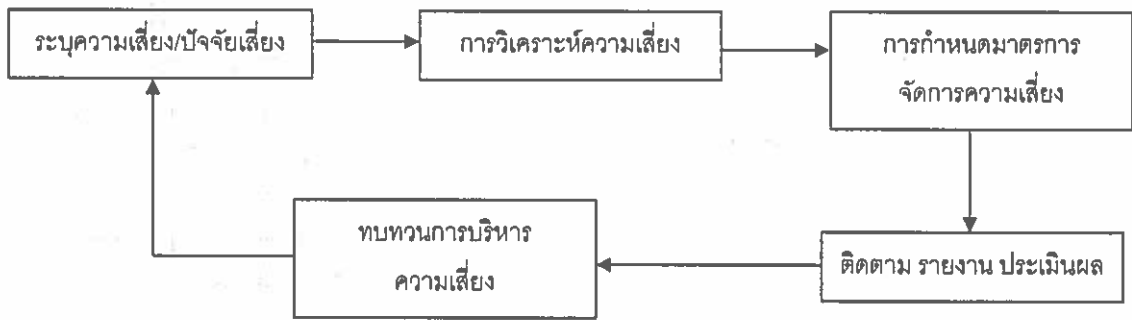 ระบุความเสี่ยง/ปัจจัยเสี่ยง
การวิเคราะห์ความเสี่ยง
การกำหนดมาตรการ
จัดการความเสี่ยง
ติดตาม รายงาน ประเมินผล
ทบทวนการบริหาร
ความเสี่ยง